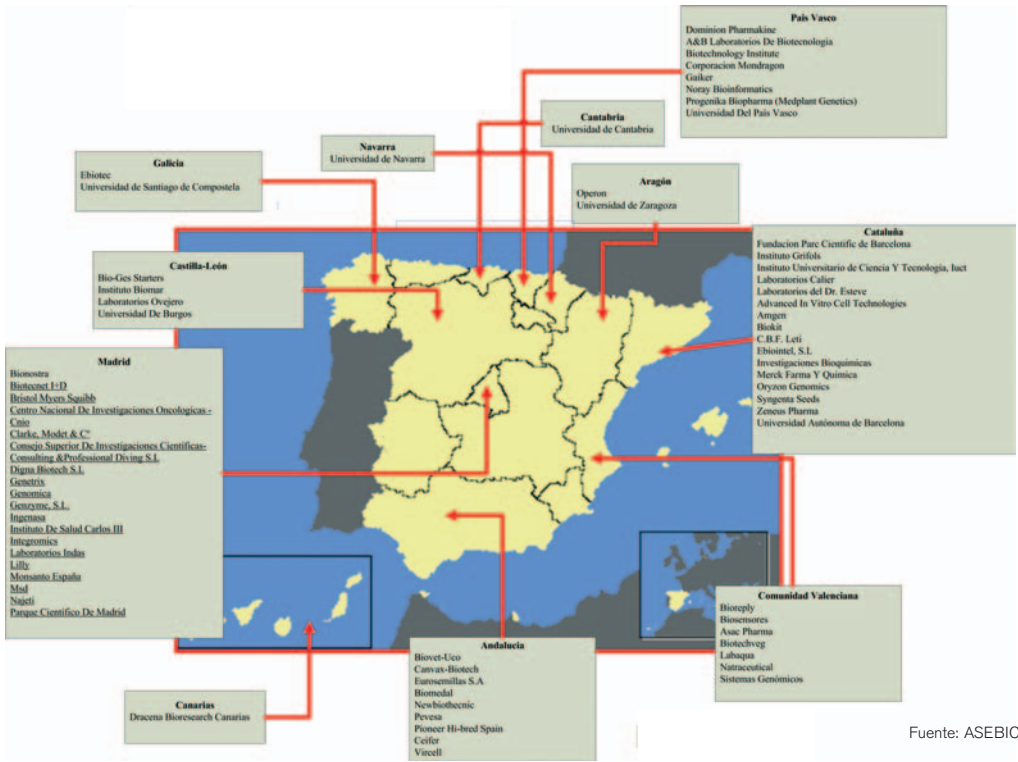 País Vasco
Dominion Pharmakine
A&B Laboratorios De Biotecnologia
Biotechnology Institute
Corporacion Mondragon
Gaiker
Noray Bioinformatics
Progenika Biopharma (Medplant Genetics)
Universidad Del País Vasco
Cantabria
Universidad de Cantabria
Navarra
Universidad de Navarra
Galicia
Ebiotec
Universidad de Santiago de Compostela
Aragón
Operon
Universidad de Zaragoza
Cataluña
Fundacion Parc Cientific de Barcelona
Instituto Grifols
Instituto Universitario de Ciencia Y Tecnologia, Iuct
Laboratorios Calier
Laboratorios del Dr. Esteve
Advanced In Vitro Cell Technologies
Amgen
Biokit
C.B.F. Leti
Ebiointel, S.L
Investigaciones Bioquimicas
Merck Farma Y Quimica
Oryzon Genomics
Syngenta Seeds
Zeneus Pharma
Universidad Autónoma de Barcelona
Castilla-León
Bio-Ges Starters
Instituto Biomar
Laboratorios Ovejero
Universidad De Burgos
Madrid
Bionostra
Biotecnet I+D
Bristol Myers Squibb
Centro Nacional De Investigaciones Oncologicas -
Cnio
Clarke, Modet & Cº
Consejo Superior De Investigaciones Científicas-
Consulting &Professional Diving S.L
Digna Biotech S.L
Genetrix
Genomica
Genzyme, S.L.
Ingenasa
Instituto De Salud Carlos III
Integromics
Laboratorios Indas
Lilly
Monsanto España
Msd
Najeti
Parque Cientifico De Madrid
Comunidad Valenciana
Bioreply
Biosensores
Asac Pharma
Biotechveg
Labaqua
Natraceutical
Sistemas Genómicos
Andalucia
Biovet-Uco
Canvax-Biotech
Eurosemillas S.A
Biomedal
Newbiothecnic
Pevesa
Pioneer Hi-bred Spain
Ceifer
Vircell
Canarias
Dracena Bioresearch Canarias
Fuente: ASEBIO